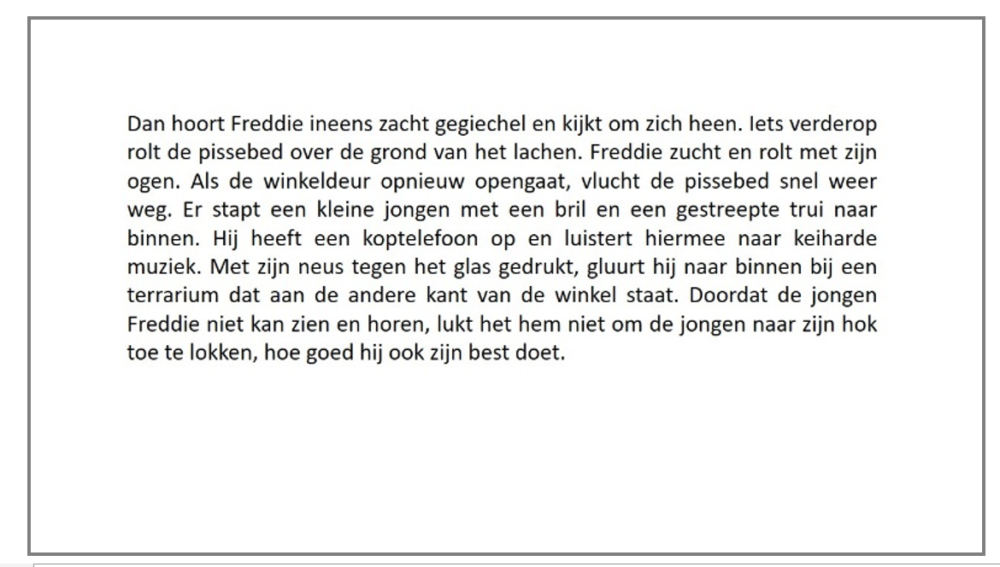 Dan hoort Freddie ineens zacht gegiechel en kijkt om zich heen. Iets verderop
rolt de pissebed over de grond van het lachen. Freddie zucht en rolt met zijn
ogen. Als de winkeldeur opnieuw opengaat, vlucht de pissebed snel weer
weg. Er stapt een kleine jongen met een bril en een gestreepte trui naar
binnen. Hij heeft een koptelefoon op en luistert hiermee naar keiharde
muziek. Met zijn neus tegen het glas gedrukt, gluurt hij naar binnen bij een
terrarium dat aan de andere kant van de winkel staat. Doordat de jongen
Freddie niet kan zien en horen, lukt het hem niet om de jongen naar zijn hok
toe te lokken, hoe goed hij ook zijn best doet.